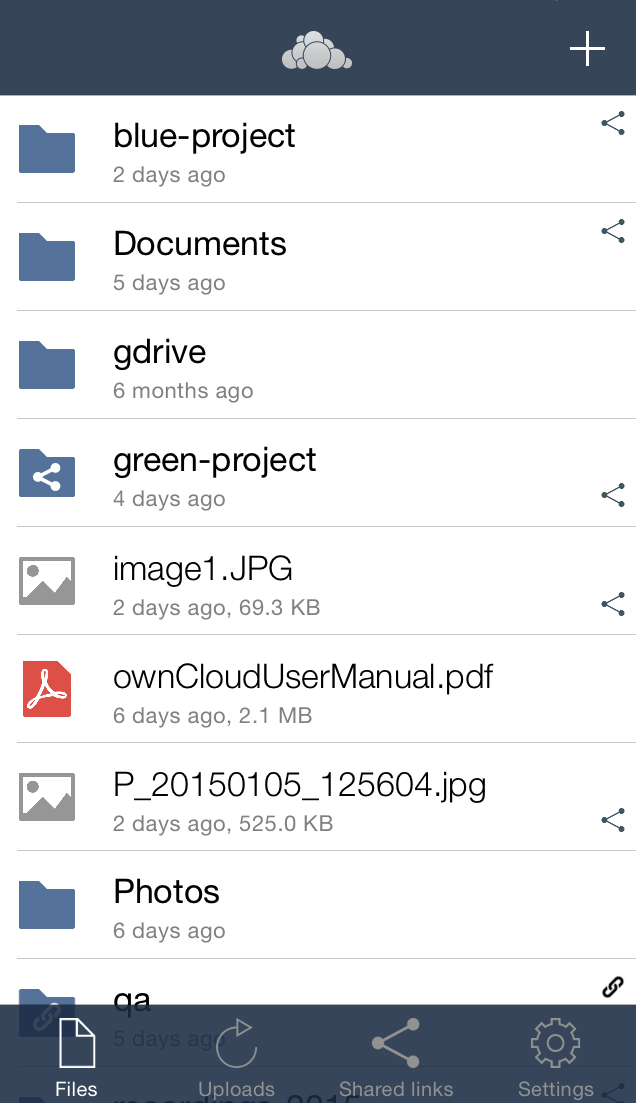 blue-project
2 days ago
Documents
5 days ago
gdrive
6 months ago
green-project
4 days ago
image1.JPG
2 days ago, 69.3 KB
ownCloudUserManual.pdf
6 days ago, 2.1 MB
P_20150105_125604.jpg
2 days ago, 525.0 KB
Photos
6 days ago
qa
5 days ago
Files
Uploads
Shared links
Settings
recordings-2015